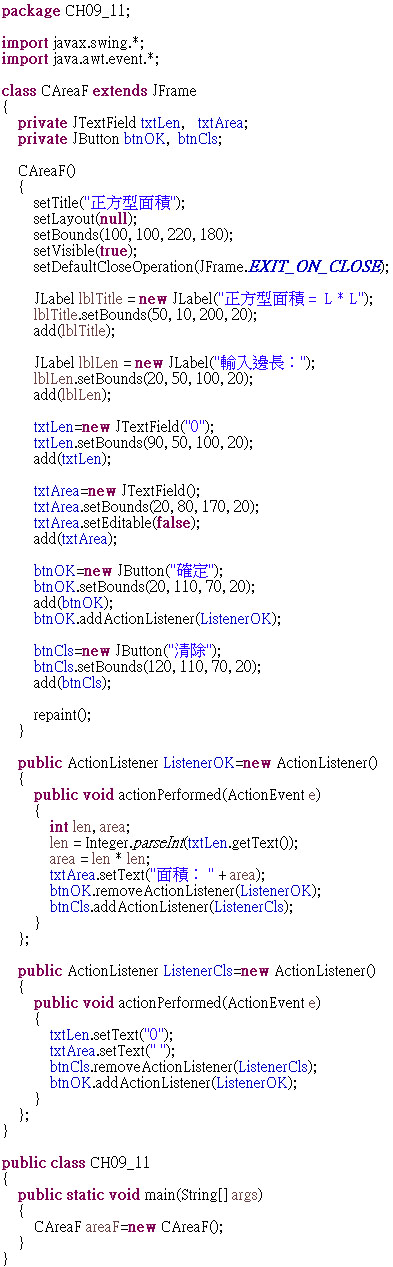 package CH09_11;
import javax.swing.*;
import java.awt.event.*;
class CAreaF extends JFrame
{
private JTextField txtLen, txtArea;
private JButton btnOK, btnCls;
CAreaF()
{
setTitle("正方型面積");
setLayout(null);
setBounds(100, 100, 220, 180);
setVisible(true);
setDefaultCloseOperation(JFrame.EXIT_ON_CLOSE);
JLabel lblTitle = new JLabel("正方型面積 = L * L");
lblTitle.setBounds(50, 10, 200, 20);
add(lblTitle);
JLabel lblLen = new JLabel("輸入邊長：");
lblLen.setBounds(20, 50, 100, 20);
add(lblLen);
txtLen=new JTextField("0");
txtLen.setBounds(90, 50, 100, 20);
add(txtLen);
txtArea=new JTextField();
txtArea.setBounds(20, 80, 170, 20);
txtArea.setEditable(false);
add(txtArea);
btnOK=new JButton("確定");
btnOK.setBounds(20, 110, 70, 20);
add(btnOK);
btnOK.addActionListener(ListenerOK);
btnCls=new JButton("清除");
btnCls.setBounds(120, 110, 70, 20);
add(btnCls);
repaint();
}
public ActionListener ListenerOK=new ActionListener()
{
public void actionPerformed(ActionEvent e)
{
int len, area;
len = Integer.parseInt(txtLen.getText());
area = len * len;
txtArea.setText("面積： " + area);
btnOK.removeActionListener(ListenerOK);
btnCls.addActionListener(ListenerCls);
}
};
public ActionListener ListenerCls=new ActionListener()
{
public void actionPerformed(ActionEvent e)
{
txtLen.setText("0");
txtArea.setText(" ");
btnCls.removeActionListener(ListenerCls);
btnOK.addActionListener(ListenerOK);
}
};
}
public class CH09_11
{
public static void main(String[] args)
{
CAreaF areaF=new CAreaF();
}
}